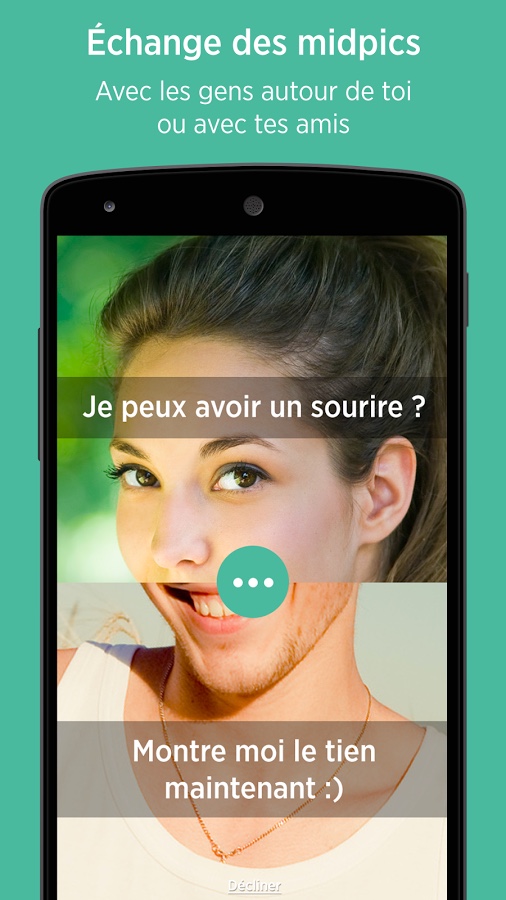 Échange des midpics
Avec les gens autour de toi
ou avec tes amis
Je peux avoir un sourire ?
Montre moi le tien
maintenant :)
Décliner